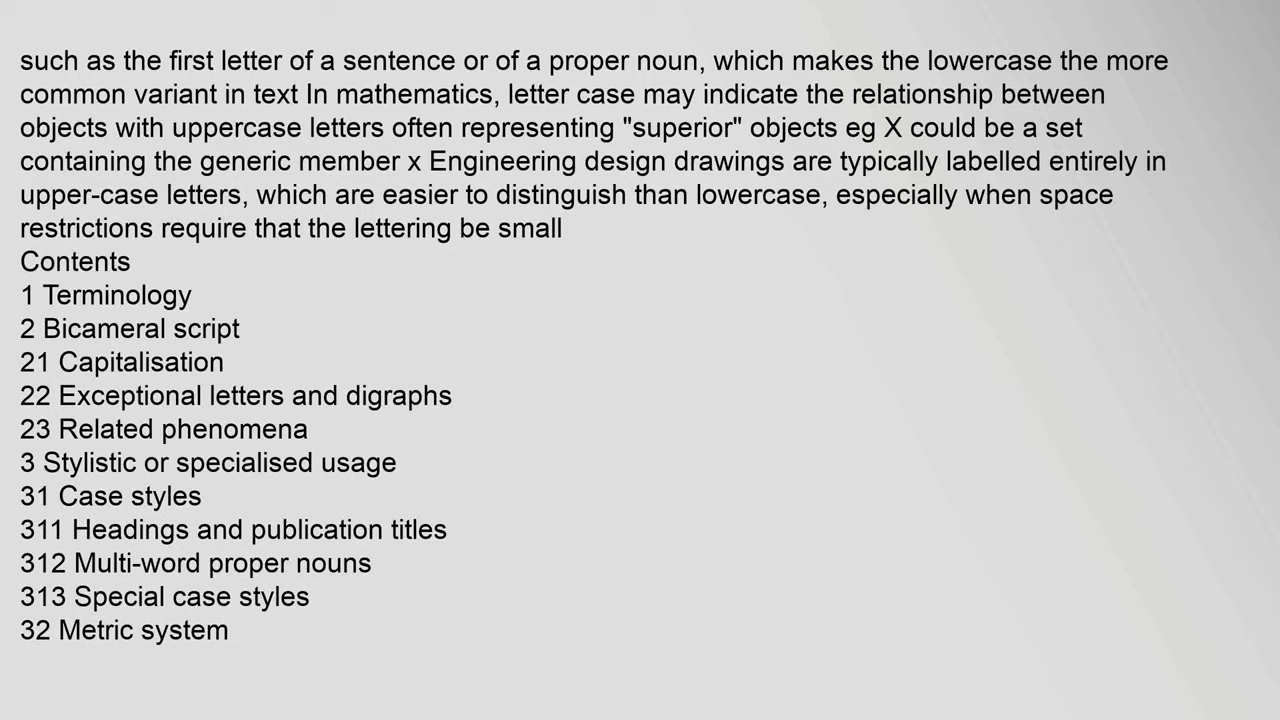 such as the first letter of a sentence or of a proper noun, which makes the lowercase the more
common variant in text In mathematics, letter case may indicate the relationship between
objects with uppercase letters often representing "superior" objects eg X could be a set
containing the generic member x Engineering design drawings are typically labelled entirely in
upper-case letters, which are easier to distinguish than lowercase, especially when space
restrictions require that the lettering be small
Contents
1 Terminology
2 Bicameral script
21 Capitalisation
22 Exceptional letters and digraphs
23 Related phenomena
3 Stylistic or specialised usage
31 Case styles
311 Headings and publication titles
312 Multi-word proper nouns
313 Special case styles
32 Metric system